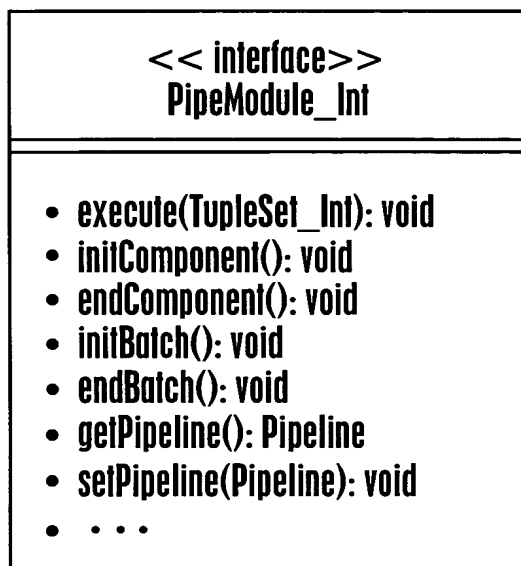 << interface>>
PipeModule_Int
• execute(TupleSet_Int): void
• initComponent(): void
• endComponent(): void
• initBatch(): void
• endBatch(): void
• getPipeline(): Pipeline
• setPipeline(Pipeline): void
• • • •